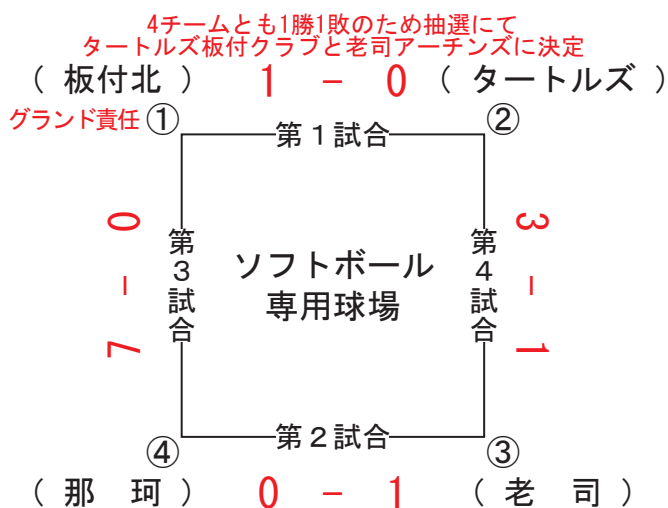 4チームとも1勝1敗のため抽選にて
タートルズ板付クラブと老司アーチンズに決定
( 板付北 ) 1 - 0 ( タートルズ )
グランド責任 ① ②
第1試合
0 - 7
第3試合
ソフトボール
専用球場
第4試合
3 - 1
第2試合
④ ③
( 那 珂 ) 0 - 1 ( 老 司 )